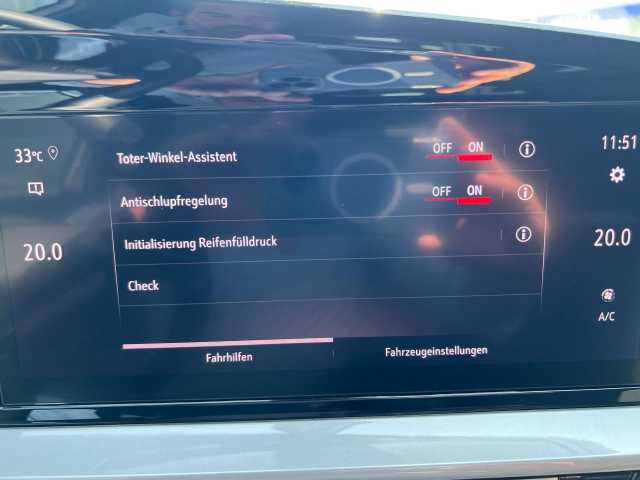 33°C
11:51
Toter-Winkel-Assistent OFF ON
Antischlupfregelung OFF ON
20.0
Initialisierung Reifenfülldruck
20.0
Check
A/C
Fahrhilfen Fahrzeugeinstellungen